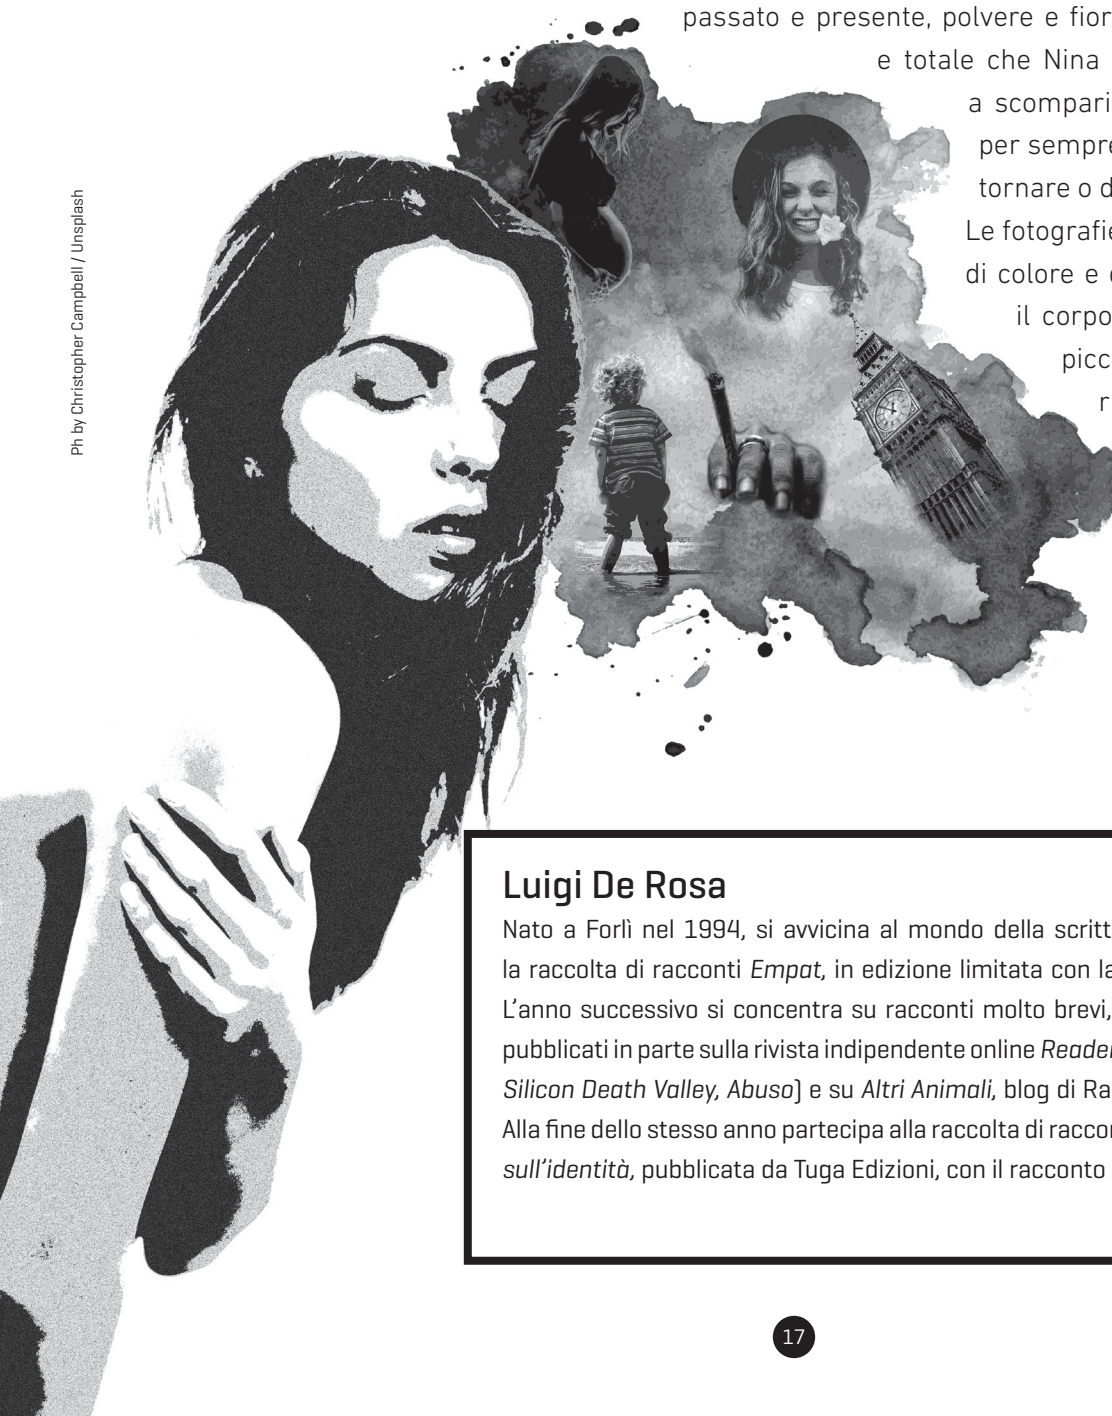 passato e presente, polvere e fior
e totale che Nina
a scompari
per sempre
tornare o d
Le fotografie
di colore e
il corpo
picc
r
Ph by Christopher Campbell / Unsplash
Luigi De Rosa
Nato a Forlì nel 1994, si avvicina al mondo della scritt
la raccolta di racconti Empat, in edizione limitata con la
L’anno successivo si concentra su racconti molto brevi,
pubblicati in parte sulla rivista indipendente online Reader
Silicon Death Valley, Abuso) e su Altri Animali, blog di Ra
Alla fine dello stesso anno partecipa alla raccolta di raccon
sull’identità, pubblicata da Tuga Edizioni, con il racconto
17